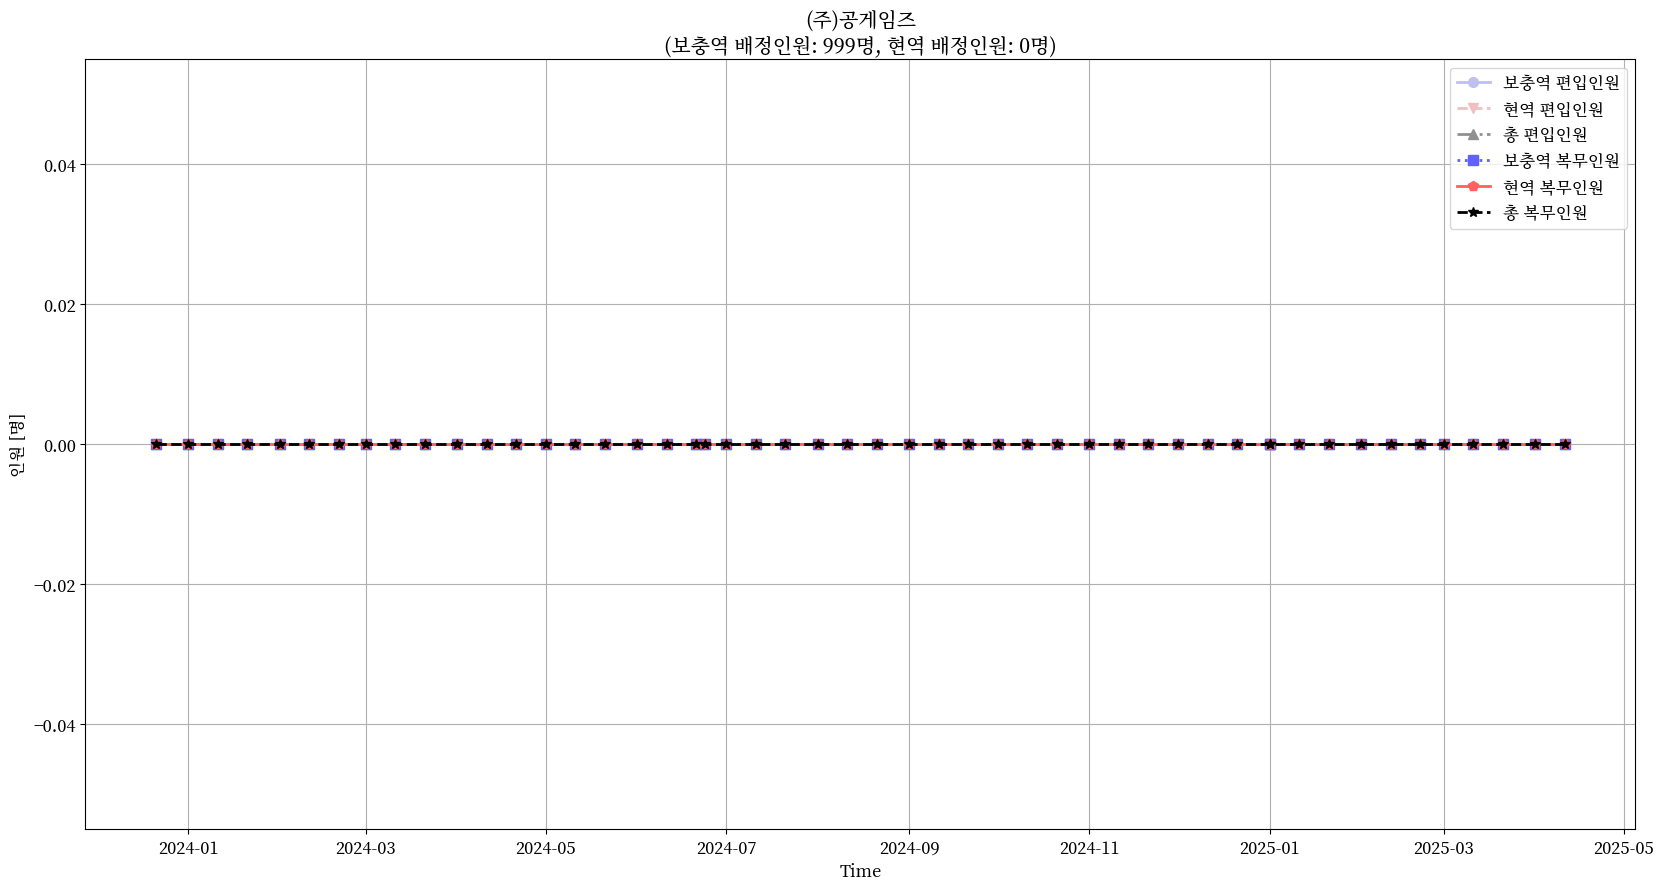 (주)공게임즈
(보충역 배정인원: 999명, 현역 배정인원: 0명)
보충역 편입인원
현역 편입인원
총 편입인원
보충역 복무인원
현역 복무인원
총 복무인원
인원 [명]
0.04
0.02
0.00
−0.02
−0.04
2024-01
2024-03
2024-05
2024-07
2024-09
2024-11
2025-01
2025-03
2025-05
Time